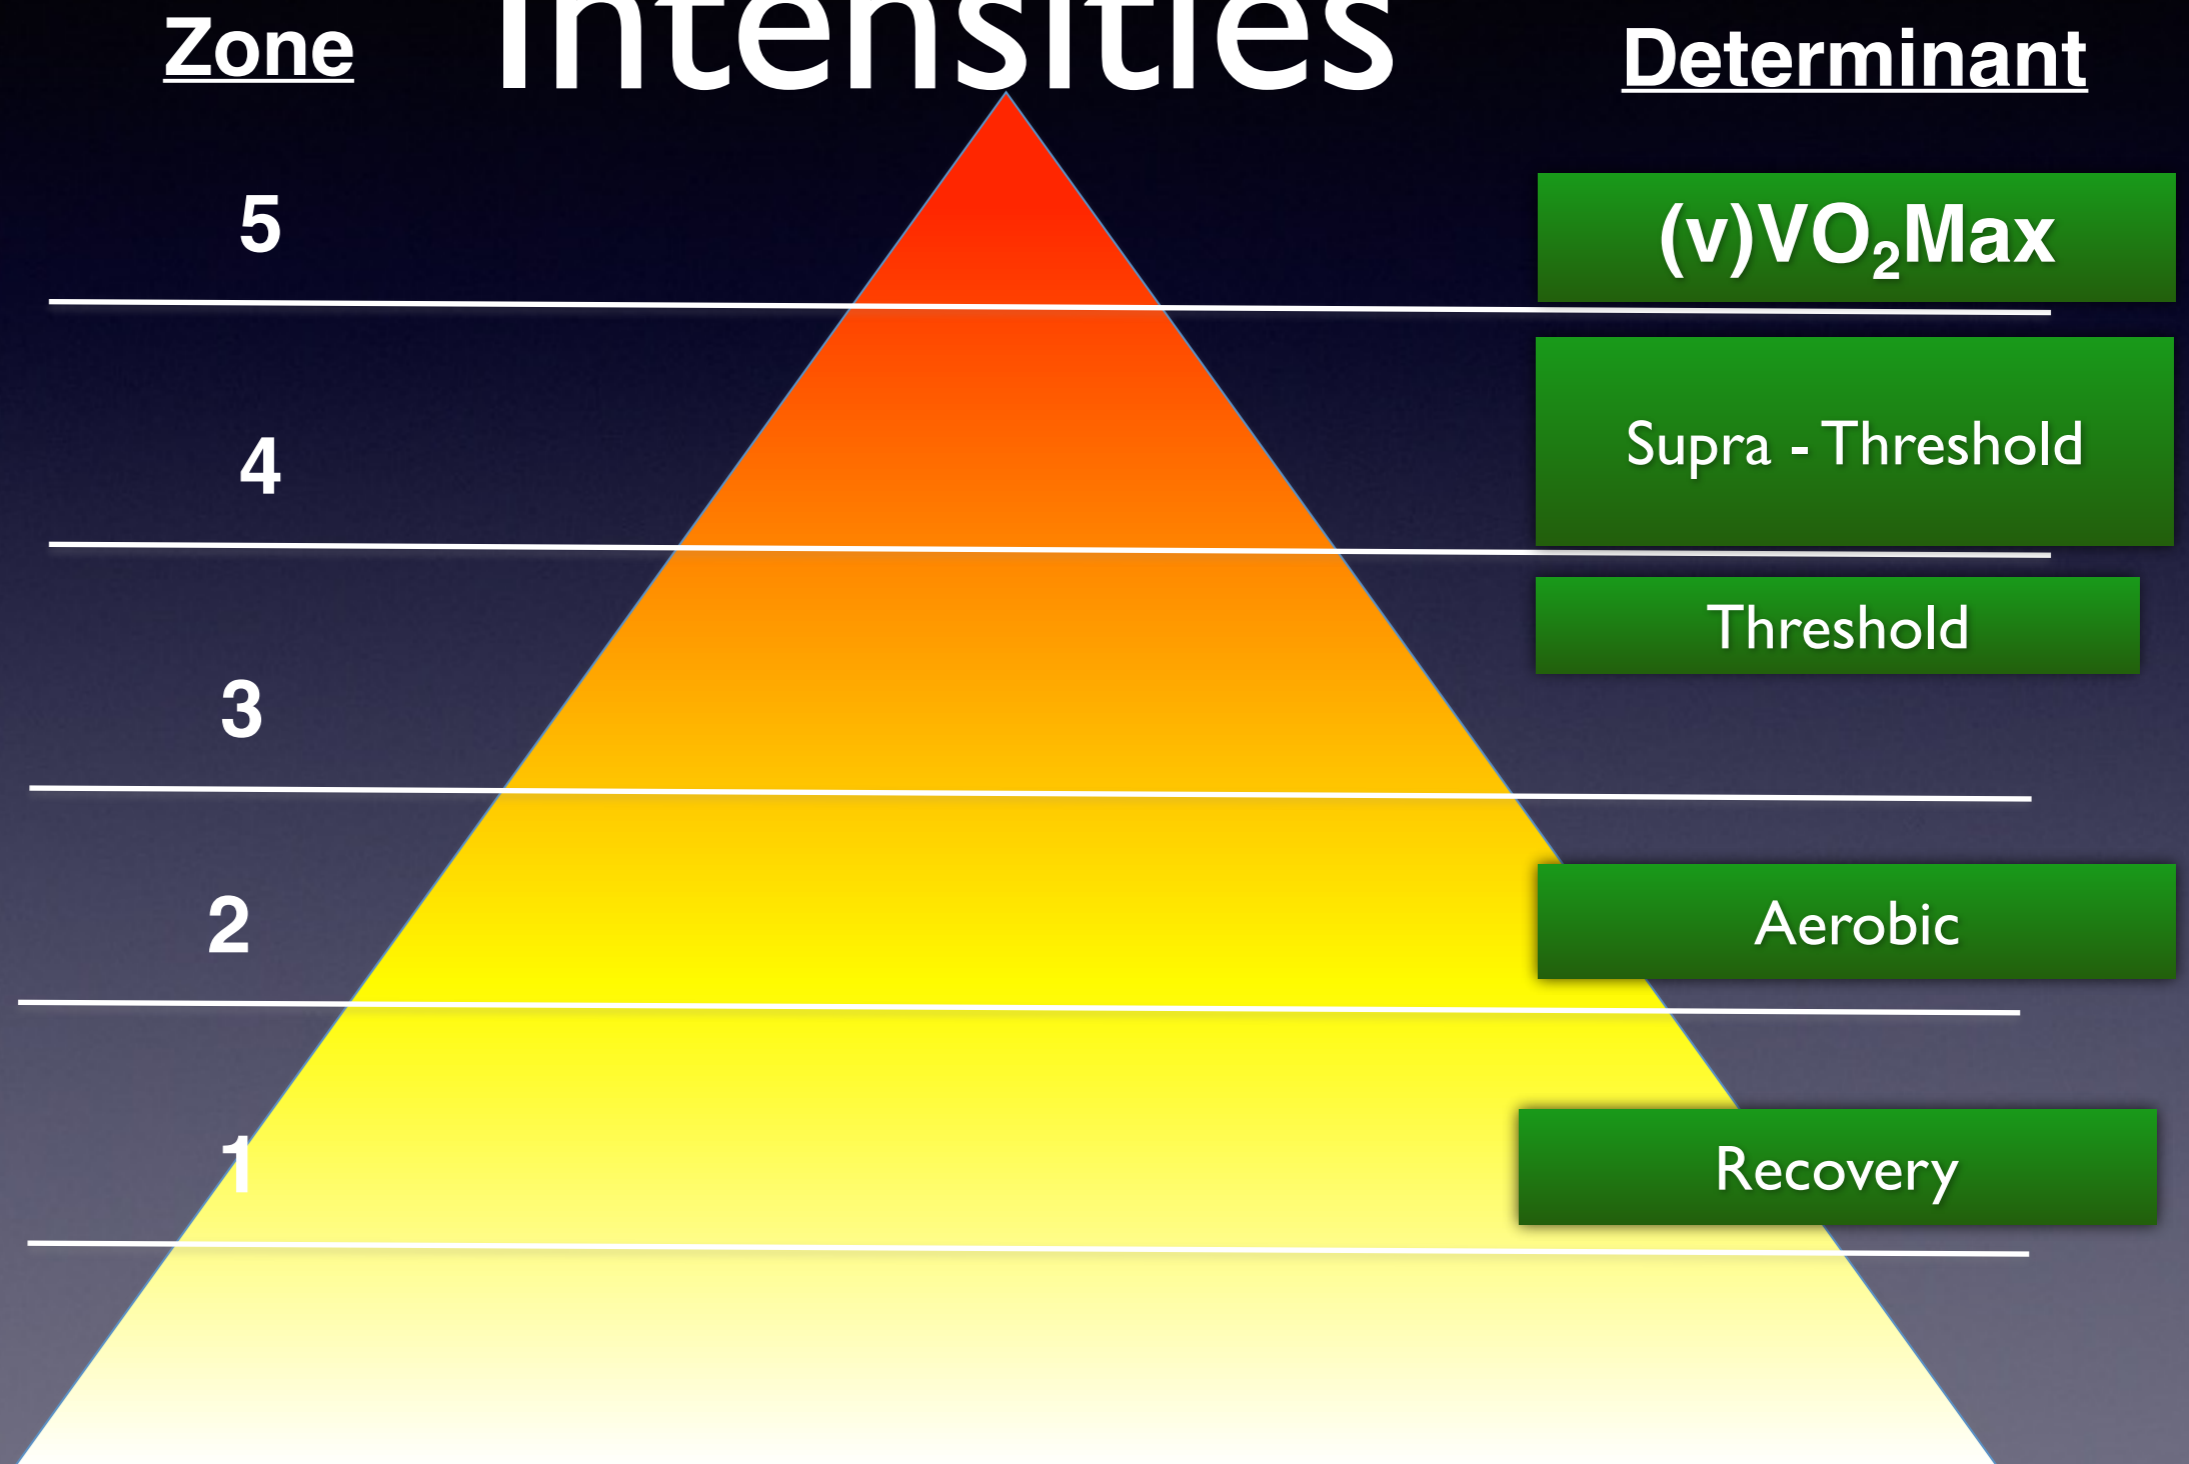 Zone
Intensities
Determinant
5
(v)VO₂Max
4
Supra - Threshold
Threshold
3
2
Aerobic
1
Recovery